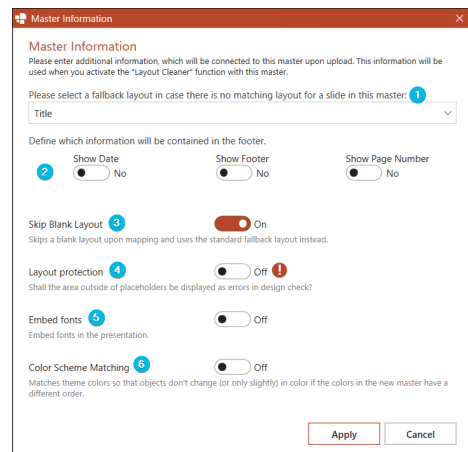 Master Information
Master Information
Please enter additional information, which will be connected to this master upon upload. This information will be
used when you activate the "Layout Cleaner" function with this master.
Please select a fallback layout in case there is no matching layout for a slide in this master: 1
Title
Define which information will be contained in the footer.
Show Date Show Footer Show Page Number
2 No No No
Skip Blank Layout 3 On
Skips a blank layout upon mapping and uses the standard fallback layout instead.
Layout protection 4 Off !
Shall the area outside of placeholders be displayed as errors in design check?
Embed fonts 5 Off
Embed fonts in the presentation.
Color Scheme Matching 6 Off
Matches theme colors so that objects don't change (or only slightly) in color if the colors in the new master have a
different order.
Apply Cancel